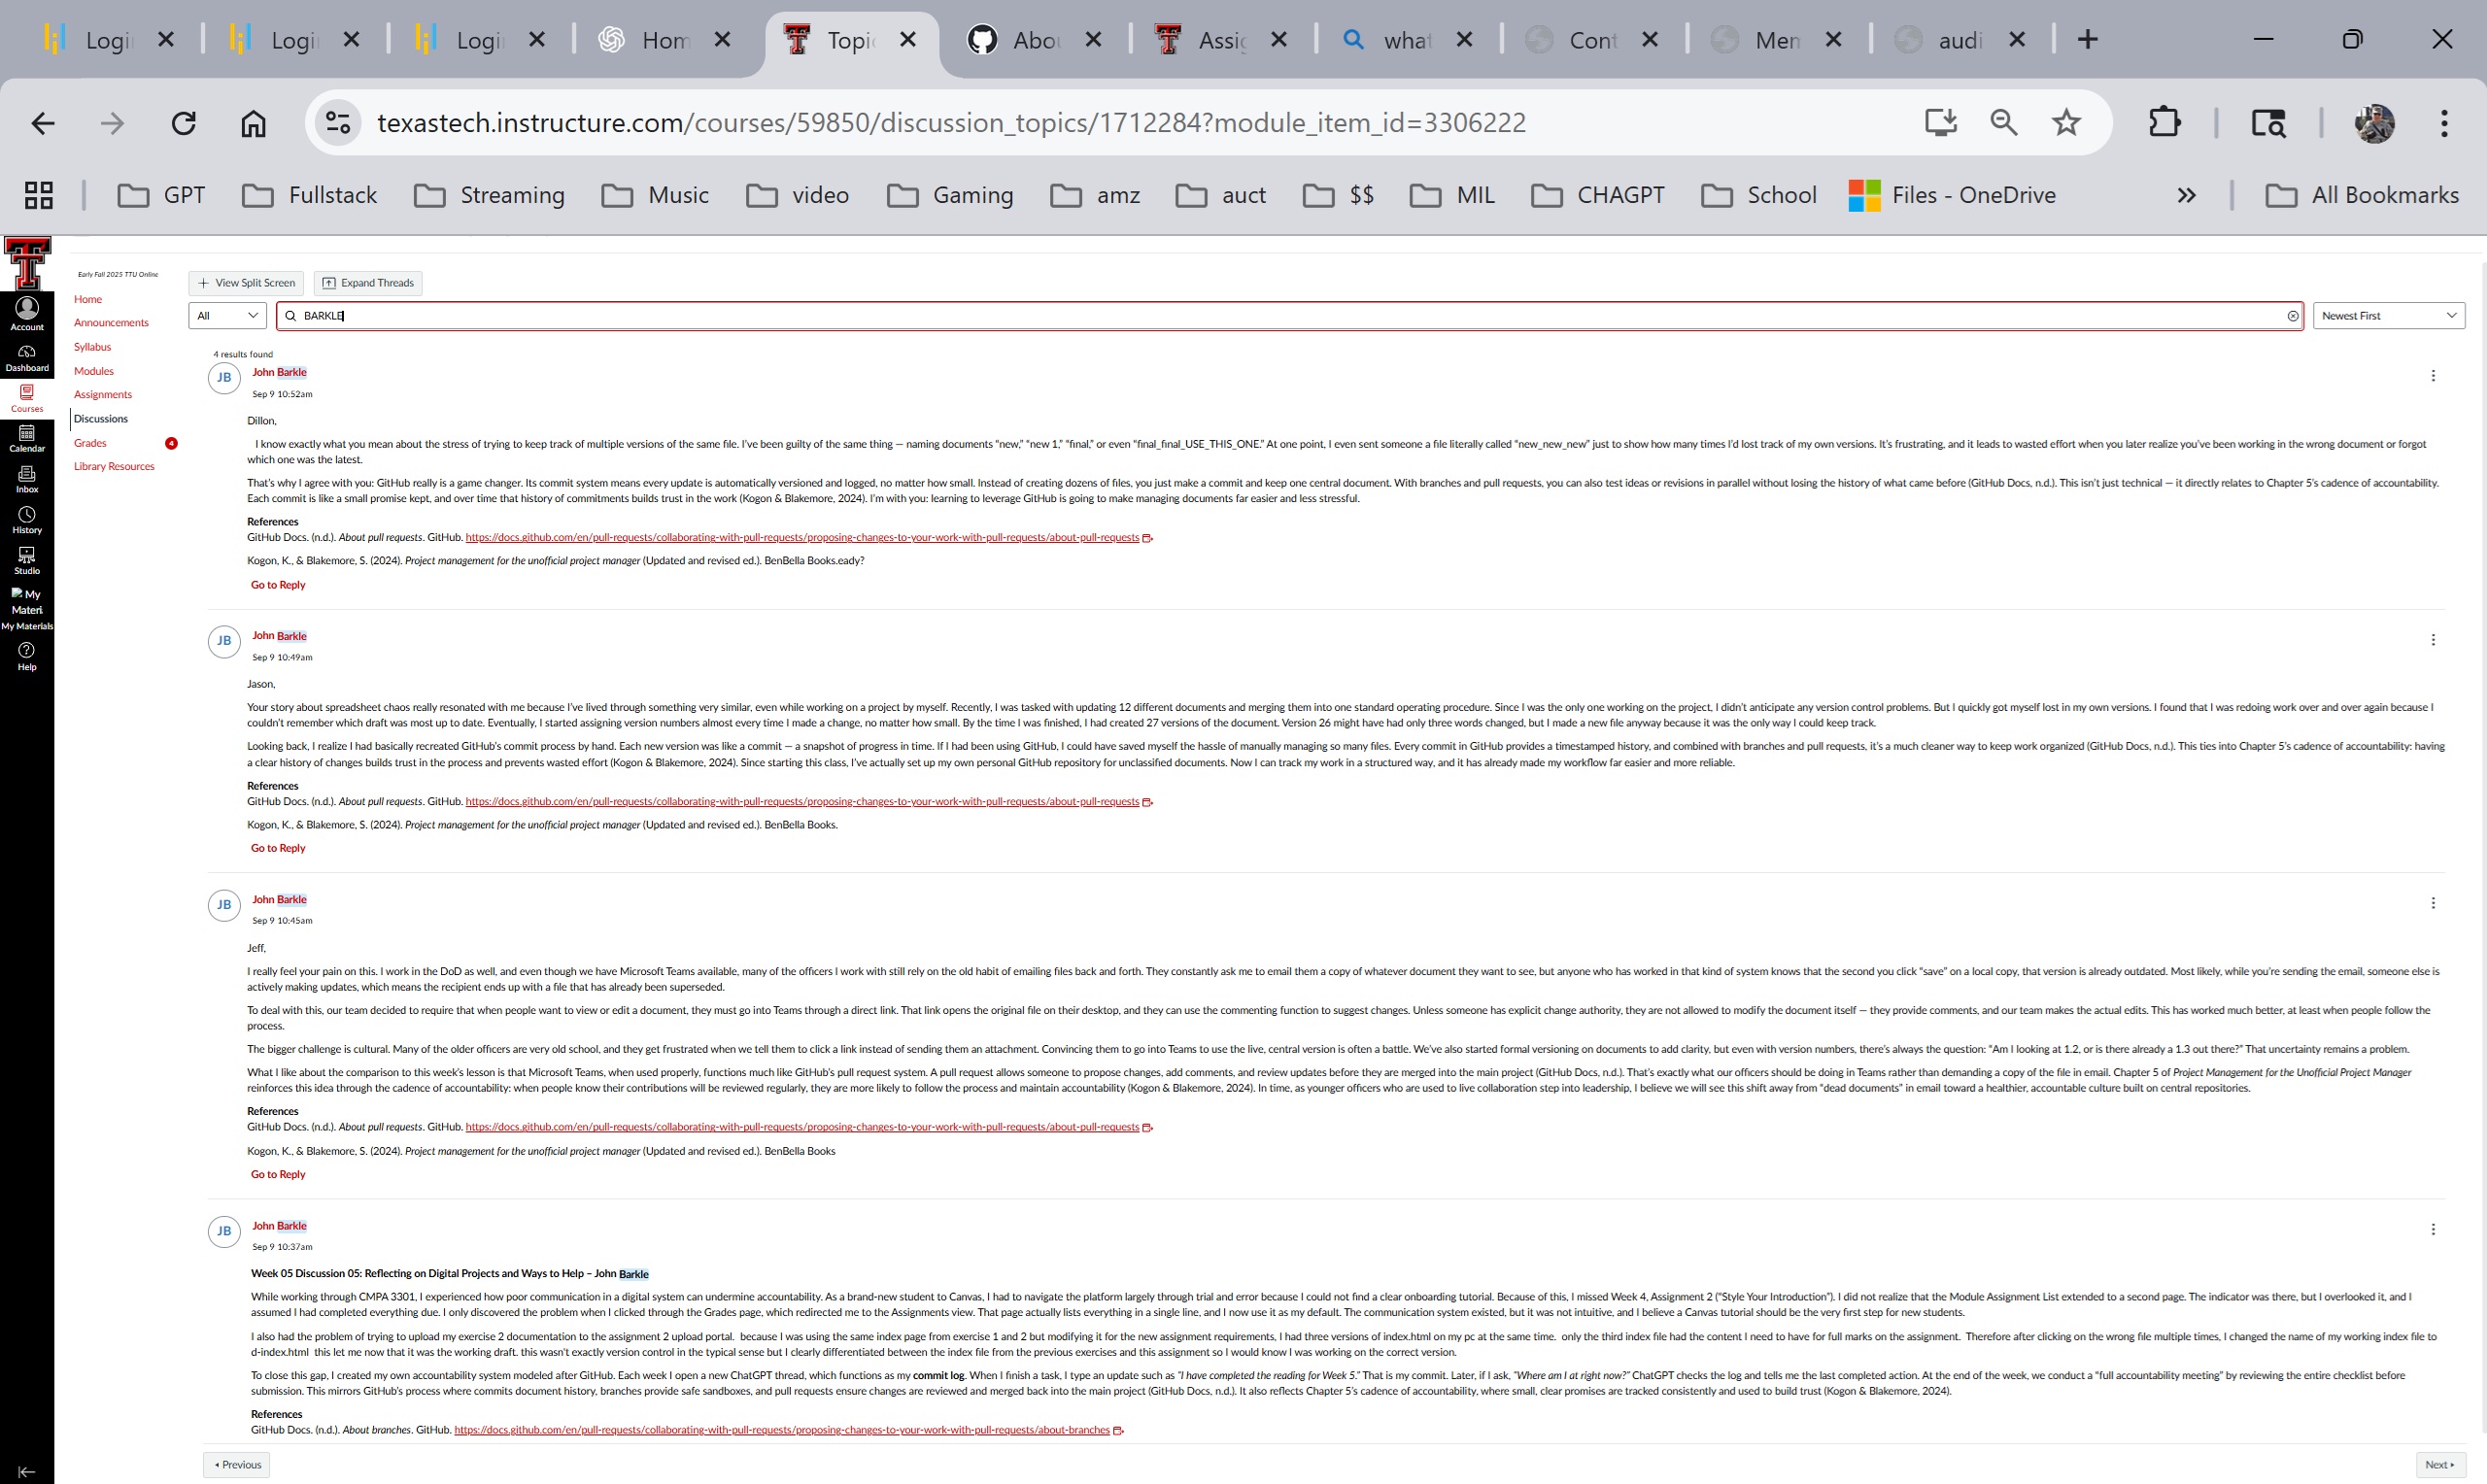 Logi
Logi
Logi
Hom
Topi
Abo
Assig
what
Cont
Men
audi
texastech.instructure.com/courses/59850/discussion_topics/1712284?module_item_id=3306222
GPT
Fullstack
Streaming
Music
video
Gaming
amz
auct
$$
MIL
CHAGPT
School
Files - OneDrive
All Bookmarks
Account
Dashboard
Courses
Calendar
Inbox
History
Studio
My
Materi
My Materials
Help
Early Fall 2025 TTU Online
Home
Announcements
Syllabus
Modules
Assignments
Discussions
Grades 4
Library Resources
View Split Screen
Expand Threads
All
BARKLE
Newest First
4 results found
JB
John Barkle
Sep 9 10:52am
Dillon,
I know exactly what you mean about the stress of trying to keep track of multiple versions of the same file. I've been guilty of the same thing — naming documents "new," "new 1," "final," or even "final_final_USE_THIS_ONE." At one point, I even sent someone a file literally called "new_new_new" just to show how many times I'd lost track of my own versions. It's frustrating, and it leads to wasted effort when you later realize you've been working in the wrong document or forgot
which one was the latest.
That's why I agree with you: GitHub really is a game changer. Its commit system means every update is automatically versioned and logged, no matter how small. Instead of creating dozens of files, you just make a commit and keep one central document. With branches and pull requests, you can also test ideas or revisions in parallel without losing the history of what came before (GitHub Docs, n.d.). This isn't just technical — it directly relates to Chapter 5's cadence of accountability.
Each commit is like a small promise kept, and over time that history of commitments builds trust in the work (Kogon & Blakemore, 2024). I'm with you: learning to leverage GitHub is going to make managing documents far easier and less stressful.
References
GitHub Docs. (n.d.). About pull requests. GitHub. https://docs.github.com/en/pull-requests/collaborating-with-pull-requests/proposing-changes-to-your-work-with-pull-requests/about-pull-requests
Kogon, K., & Blakemore, S. (2024). Project management for the unofficial project manager (Updated and revised ed.). BenBella Books.eady?
Go to Reply
JB
John Barkle
Sep 9 10:49am
Jason,
Your story about spreadsheet chaos really resonated with me because I've lived through something very similar, even while working on a project by myself. Recently, I was tasked with updating 12 different documents and merging them into one standard operating procedure. Since I was the only one working on the project, I didn't anticipate any version control problems. But I quickly got myself lost in my own versions. I found that I was redoing work over and over again because I
couldn't remember which draft was most up to date. Eventually, I started assigning version numbers almost every time I made a change, no matter how small. By the time I was finished, I had created 27 versions of the document. Version 26 might have had only three words changed, but I made a new file anyway because it was the only way I could keep track.
Looking back, I realize I had basically recreated GitHub's commit process by hand. Each new version was like a commit — a snapshot of progress in time. If I had been using GitHub, I could have saved myself the hassle of manually managing so many files. Every commit in GitHub provides a timestamped history, and combined with branches and pull requests, it's a much cleaner way to keep work organized (GitHub Docs, n.d.). This ties into Chapter 5's cadence of accountability: having
a clear history of changes builds trust in the process and prevents wasted effort (Kogon & Blakemore, 2024). Since starting this class, I've actually set up my own personal GitHub repository for unclassified documents. Now I can track my work in a structured way, and it has already made my workflow far easier and more reliable.
References
GitHub Docs. (n.d.). About pull requests. GitHub. https://docs.github.com/en/pull-requests/collaborating-with-pull-requests/proposing-changes-to-your-work-with-pull-requests/about-pull-requests
Kogon, K., & Blakemore, S. (2024). Project management for the unofficial project manager (Updated and revised ed.). BenBella Books.
Go to Reply
JB
John Barkle
Sep 9 10:45am
Jeff,
I really feel your pain on this. I work in the DoD as well, and even though we have Microsoft Teams available, many of the officers I work with still rely on the old habit of emailing files back and forth. They constantly ask me to email them a copy of whatever document they want to see, but anyone who has worked in that kind of system knows that the second you click "save" on a local copy, that version is already outdated. Most likely, while you're sending the email, someone else is
actively making updates, which means the recipient ends up with a file that has already been superseded.
To deal with this, our team decided to require that when people want to view or edit a document, they must go into Teams through a direct link. That link opens the original file on their desktop, and they can use the commenting function to suggest changes. Unless someone has explicit change authority, they are not allowed to modify the document itself — they provide comments, and our team makes the actual edits. This has worked much better, at least when people follow the
process.
The bigger challenge is cultural. Many of the older officers are very old school, and they get frustrated when we tell them to click a link instead of sending them an attachment. Convincing them to go into Teams to use the live, central version is often a battle. We've also started formal versioning on documents to add clarity, but even with version numbers, there's always the question: "Am I looking at 1.2, or is there already a 1.3 out there?" That uncertainty remains a problem.
What I like about the comparison to this week's lesson is that Microsoft Teams, when used properly, functions much like GitHub's pull request system. A pull request allows someone to propose changes, add comments, and review updates before they are merged into the main project (GitHub Docs, n.d.). That's exactly what our officers should be doing in Teams rather than demanding a copy of the file in email. Chapter 5 of Project Management for the Unofficial Project Manager
reinforces this idea through the cadence of accountability: when people know their contributions will be reviewed regularly, they are more likely to follow the process and maintain accountability (Kogon & Blakemore, 2024). In time, as younger officers who are used to live collaboration step into leadership, I believe we will see this shift away from "dead documents" in email toward a healthier, accountable culture built on central repositories.
References
GitHub Docs. (n.d.). About pull requests. GitHub. https://docs.github.com/en/pull-requests/collaborating-with-pull-requests/proposing-changes-to-your-work-with-pull-requests/about-pull-requests
Kogon, K., & Blakemore, S. (2024). Project management for the unofficial project manager (Updated and revised ed.). BenBella Books
Go to Reply
JB
John Barkle
Sep 9 10:37am
Week 05 Discussion 05: Reflecting on Digital Projects and Ways to Help – John Barkle
While working through CMPA 3301, I experienced how poor communication in a digital system can undermine accountability. As a brand-new student to Canvas, I had to navigate the platform largely through trial and error because I could not find a clear onboarding tutorial. Because of this, I missed Week 4, Assignment 2 ("Style Your Introduction"). I did not realize that the Module Assignment List extended to a second page. The indicator was there, but I overlooked it, and I
assumed I had completed everything due. I only discovered the problem when I clicked through the Grades page, which redirected me to the Assignments view. That page actually lists everything in a single line, and I now use it as my default. The communication system existed, but it was not intuitive, and I believe a Canvas tutorial should be the very first step for new students.
I also had the problem of trying to upload my exercise 2 documentation to the assignment 2 upload portal. because I was using the same index page from exercise 1 and 2 but modifying it for the new assignment requirements, I had three versions of index.html on my pc at the same time. only the third index file had the content I need to have for full marks on the assignment. Therefore after clicking on the wrong file multiple times, I changed the name of my working index file to
d-index.html this let me now that it was the working draft. this wasn't exactly version control in the typical sense but I clearly differentiated between the index file from the previous exercises and this assignment so I would know I was working on the correct version.
To close this gap, I created my own accountability system modeled after GitHub. Each week I open a new ChatGPT thread, which functions as my commit log. When I finish a task, I type an update such as "I have completed the reading for Week 5." That is my commit. Later, if I ask, "Where am I at right now?" ChatGPT checks the log and tells me the last completed action. At the end of the week, we conduct a "full accountability meeting" by reviewing the entire checklist before
submission. This mirrors GitHub's process where commits document history, branches provide safe sandboxes, and pull requests ensure changes are reviewed and merged back into the main project (GitHub Docs, n.d.). It also reflects Chapter 5's cadence of accountability, where small, clear promises are tracked consistently and used to build trust (Kogon & Blakemore, 2024).
References
GitHub Docs. (n.d.). About branches. GitHub. https://docs.github.com/en/pull-requests/collaborating-with-pull-requests/proposing-changes-to-your-work-with-pull-requests/about-branches
Previous
Next